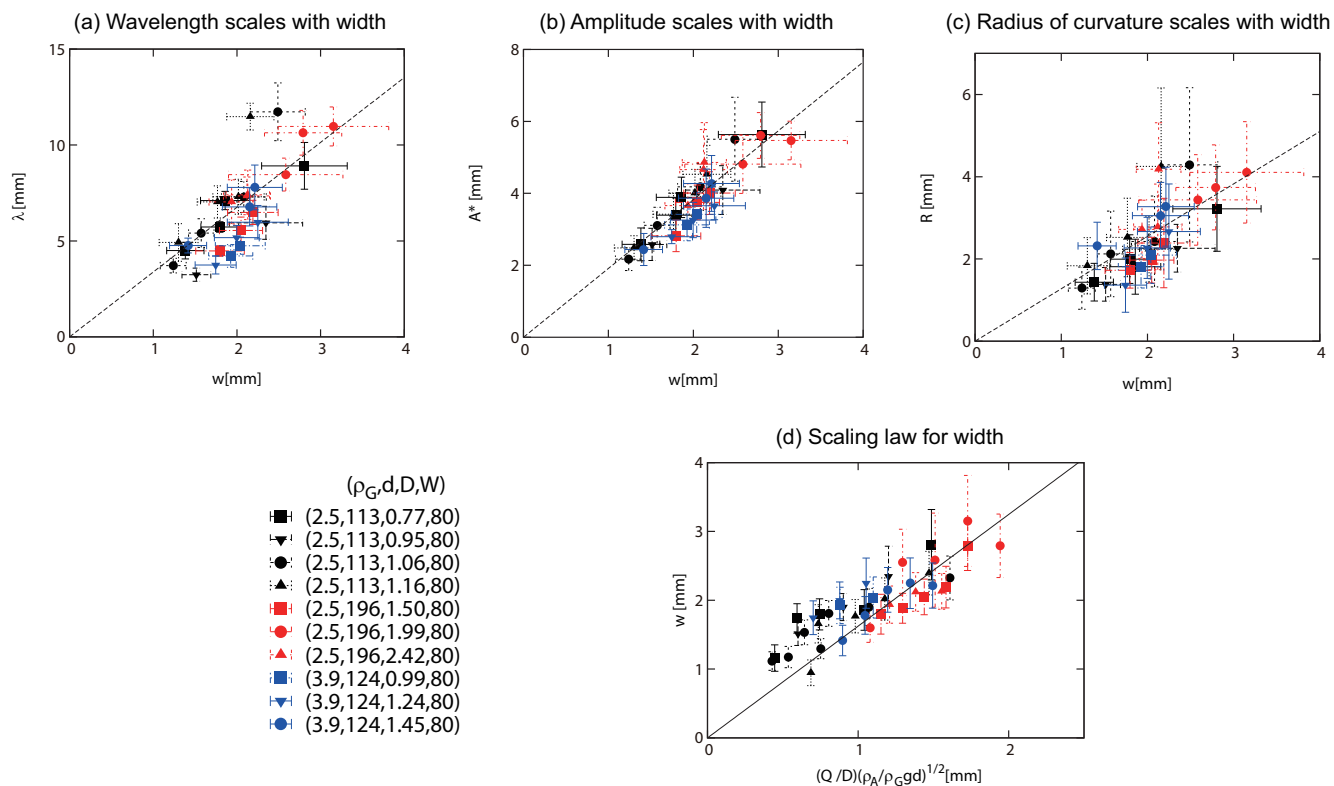 (a) Wavelength scales with width
(b) Amplitude scales with width
(c) Radius of curvature scales with width
15
10
5
0
λ [mm]
0 1 2 3 4
w[mm]
8
6
4
2
0
A* [mm]
0 1 2 3 4
w[mm]
6
4
2
0
R [mm]
0 1 2 3 4
w[mm]
(d) Scaling law for width
4
3
2
1
0
w [mm]
0 1 2
(Q /D)(ρA/ρGgd)1/2[mm]
(ρG,d,D,W)
(2.5,113,0.77,80)
(2.5,113,0.95,80)
(2.5,113,1.06,80)
(2.5,113,1.16,80)
(2.5,196,1.50,80)
(2.5,196,1.99,80)
(2.5,196,2.42,80)
(3.9,124,0.99,80)
(3.9,124,1.24,80)
(3.9,124,1.45,80)